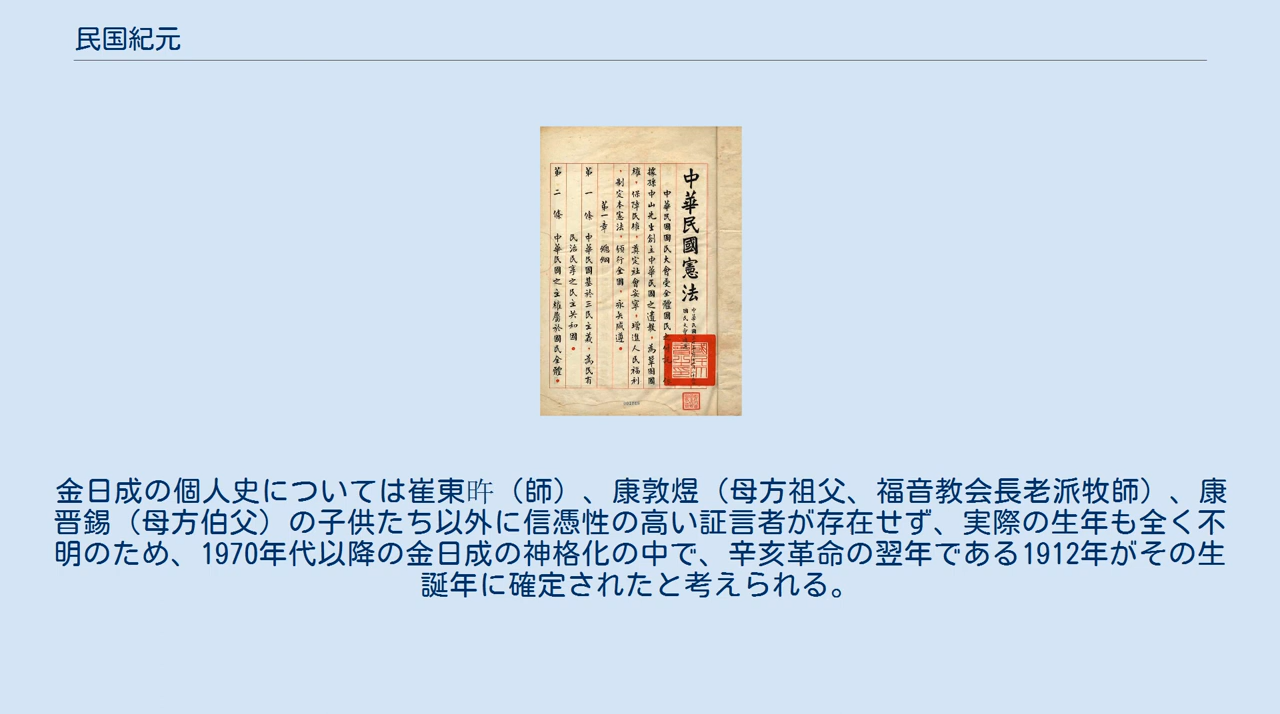 民国紀元
中華民國憲法
中華民國國民大會受全體國民之付託
據孫中山先生創立中華民國之遺教，為鞏固國
權，保障民權，奠定社會安寧，增進人民福利
，制定本憲法，頒行全國，永矢咸遵。
第一章　總綱
第一條　中華民國基於三民主義，為民有
民治民享之民主共和國。
第二條　中華民國之主權屬於國民全體。
金日成の個人史については崔東旿（師）、康敦煜（母方祖父、福音教会長老派牧師）、康
晋錫（母方伯父）の子供たち以外に信憑性の高い証言者が存在せず、実際の生年も全く不
明のため、1970年代以降の金日成の神格化の中で、辛亥革命の翌年である1912年がその生
誕年に確定されたと考えられる。